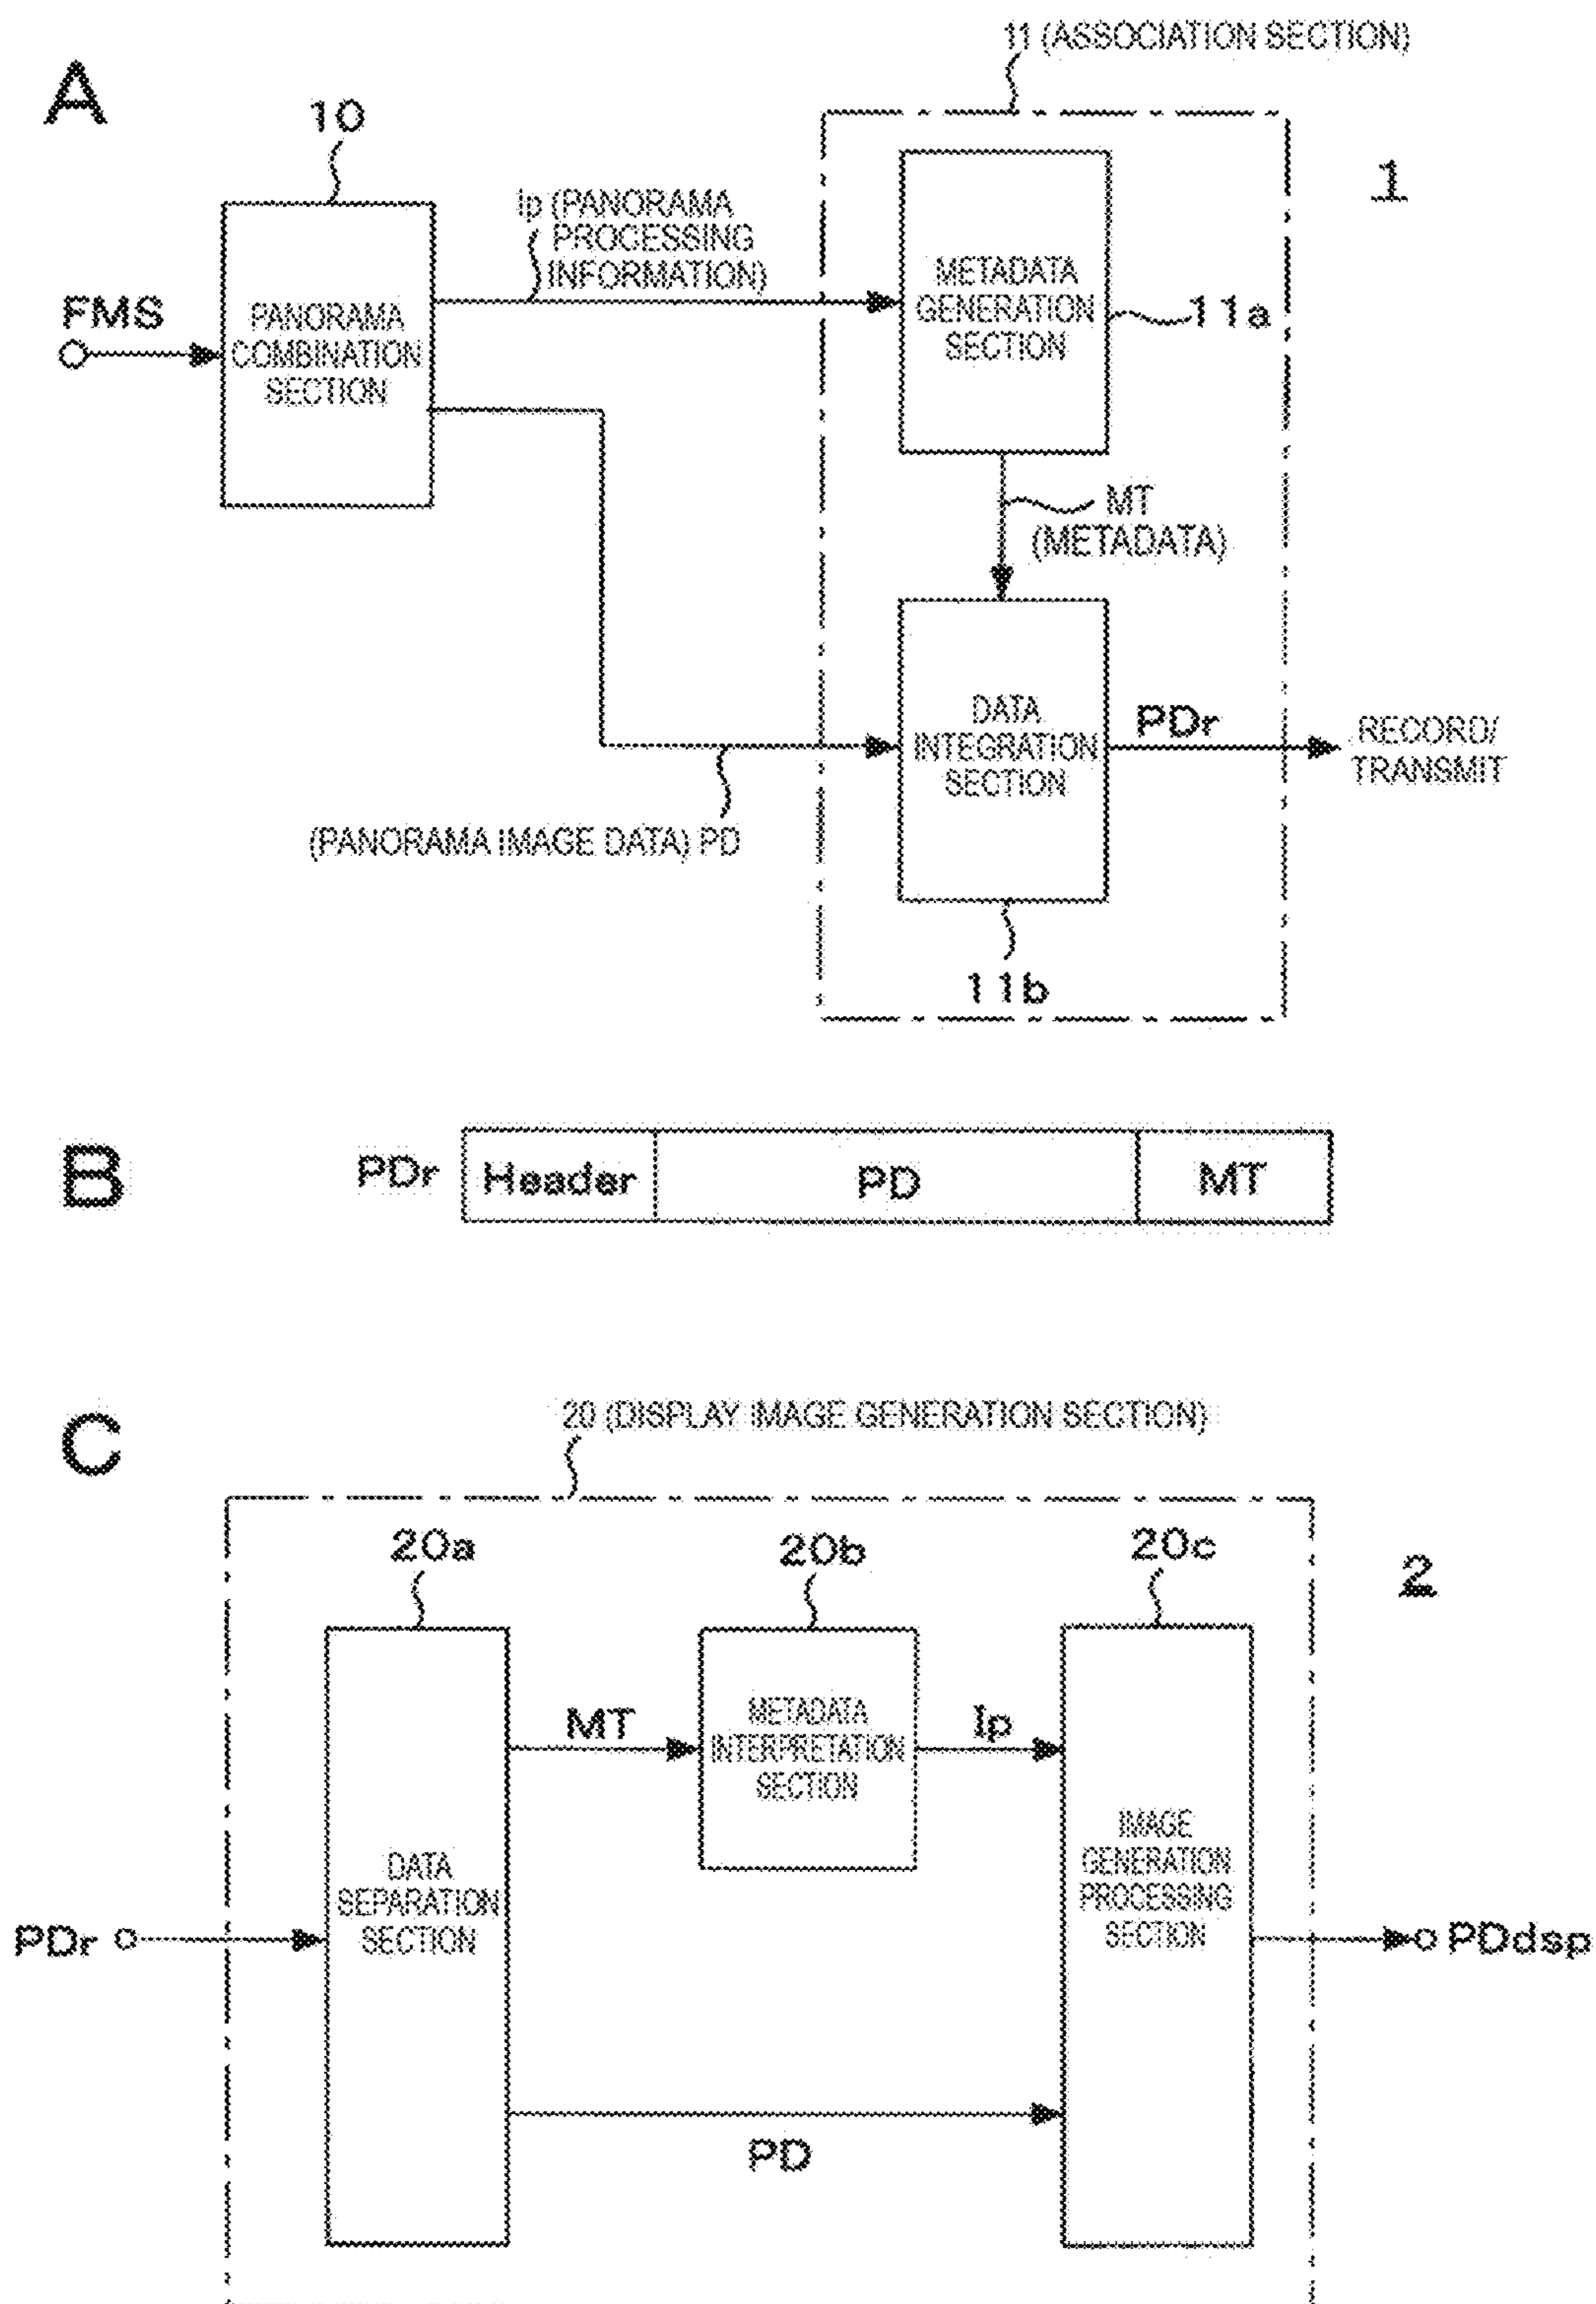 11 (ASSOCIATION SECTION)
A
10
1
Ip (PANORAMA
PROCESSING
INFORMATION)
METADATA
GENERATION
SECTION
11a
FMS
PANORAMA
COMBINATION
SECTION
MT
(METADATA)
DATA
INTEGRATION
SECTION
PDr
RECORD/
TRANSMIT
(PANORAMA IMAGE DATA) PD
11b
B
PDr
Header
PD
MT
C
20 (DISPLAY IMAGE GENERATION SECTION)
20a
20b
20c
2
MT
METADATA
INTERPRETATION
SECTION
Ip
DATA
SEPARATION
SECTION
IMAGE
GENERATION
PROCESSING
SECTION
PDr
PDdsp
PD